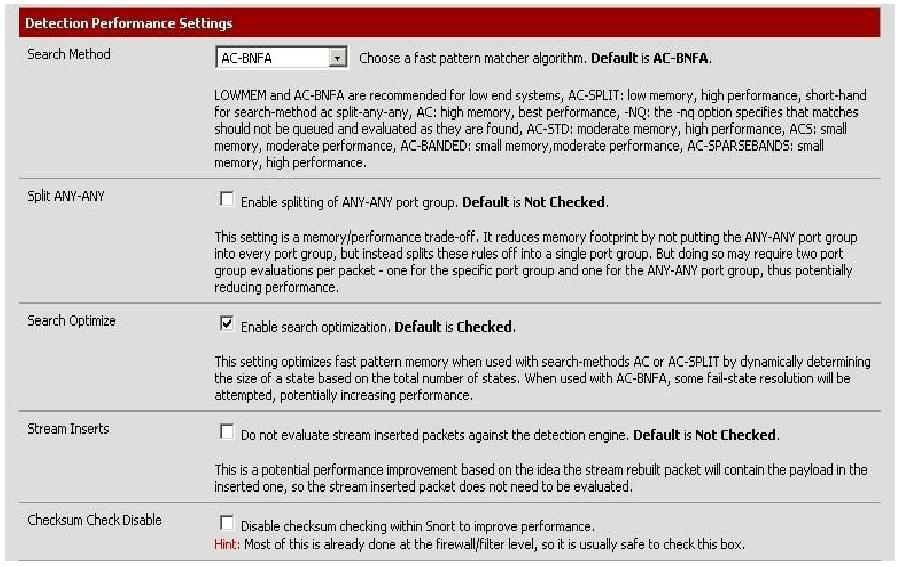 Detection Performance Settings
Search Method
AC-BNFA
Choose a fast pattern matcher algorithm. Default is AC-BNFA.
LOWMEM and AC-BNFA are recommended for low end systems, AC-SPLIT: low memory, high performance, short-hand
for search-method ac split-any-any, AC: high memory, best performance, -NQ: the -nq option specifies that matches
should not be queued and evaluated as they are found, AC-STD: moderate memory, high performance, ACS: small
memory, moderate performance, AC-BANDED: small memory,moderate performance, AC-SPARSEBANDS: small
memory, high performance.
Split ANY-ANY
Enable splitting of ANY-ANY port group. Default is Not Checked.
This setting is a memory/performance trade-off. It reduces memory footprint by not putting the ANY-ANY port group
into every port group, but instead splits these rules off into a single port group. But doing so may require two port
group evaluations per packet - one for the specific port group and one for the ANY-ANY port group, thus potentially
reducing performance.
Search Optimize
Enable search optimization. Default is Checked.
This setting optimizes fast pattern memory when used with search-methods AC or AC-SPLIT by dynamically determining
the size of a state based on the total number of states. When used with AC-BNFA, some fail-state resolution will be
attempted, potentially increasing performance.
Stream Inserts
Do not evaluate stream inserted packets against the detection engine. Default is Not Checked.
This is a potential performance improvement based on the idea the stream rebuilt packet will contain the payload in the
inserted one, so the stream inserted packet does not need to be evaluated.
Checksum Check Disable
Disable checksum checking within Snort to improve performance.
Hint: Most of this is already done at the firewall/filter level, so it is usually safe to check this box.